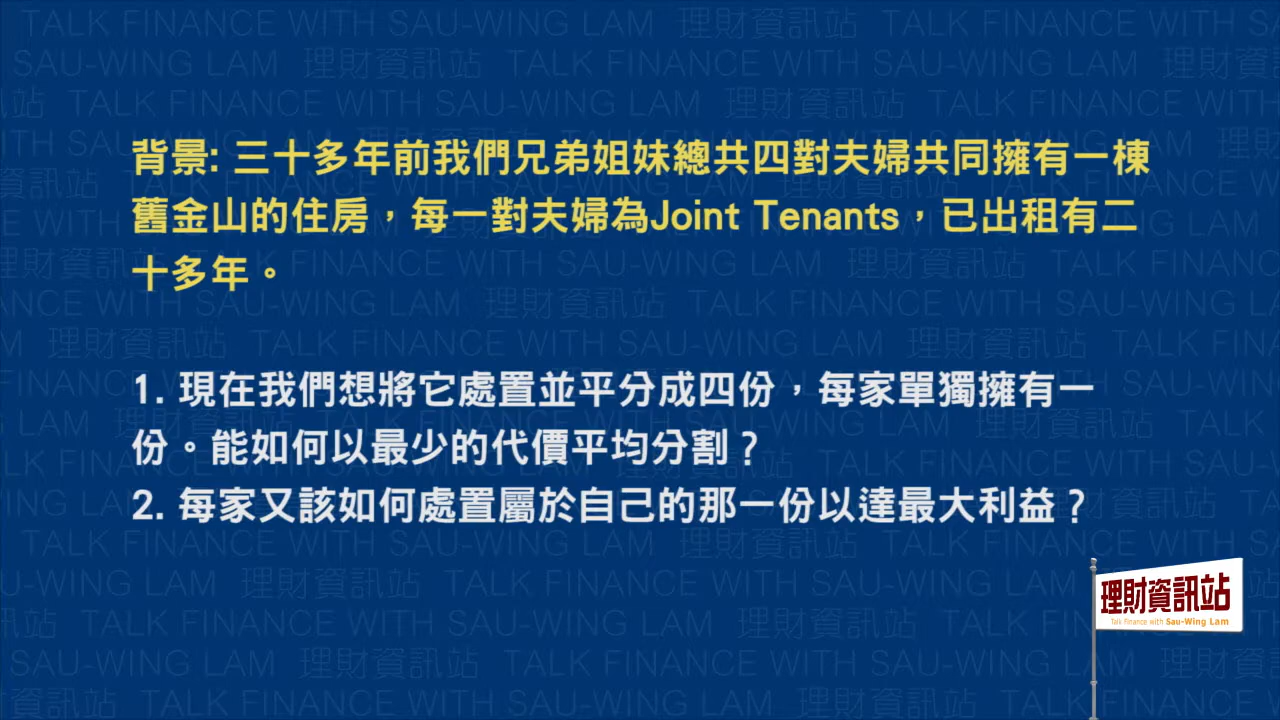 背景: 三十多年前我們兄弟姐妹總共四對夫婦共同擁有一棟
舊金山的住房，每一對夫婦為Joint Tenants，已出租有二
十多年。
1. 現在我們想將它處置並平分成四份，每家單獨擁有一
份。能如何以最少的代價平均分割？
2. 每家又該如何處置屬於自己的那一份以達最大利益？
理財資訊站
Talk Finance with Sau-Wing Lam